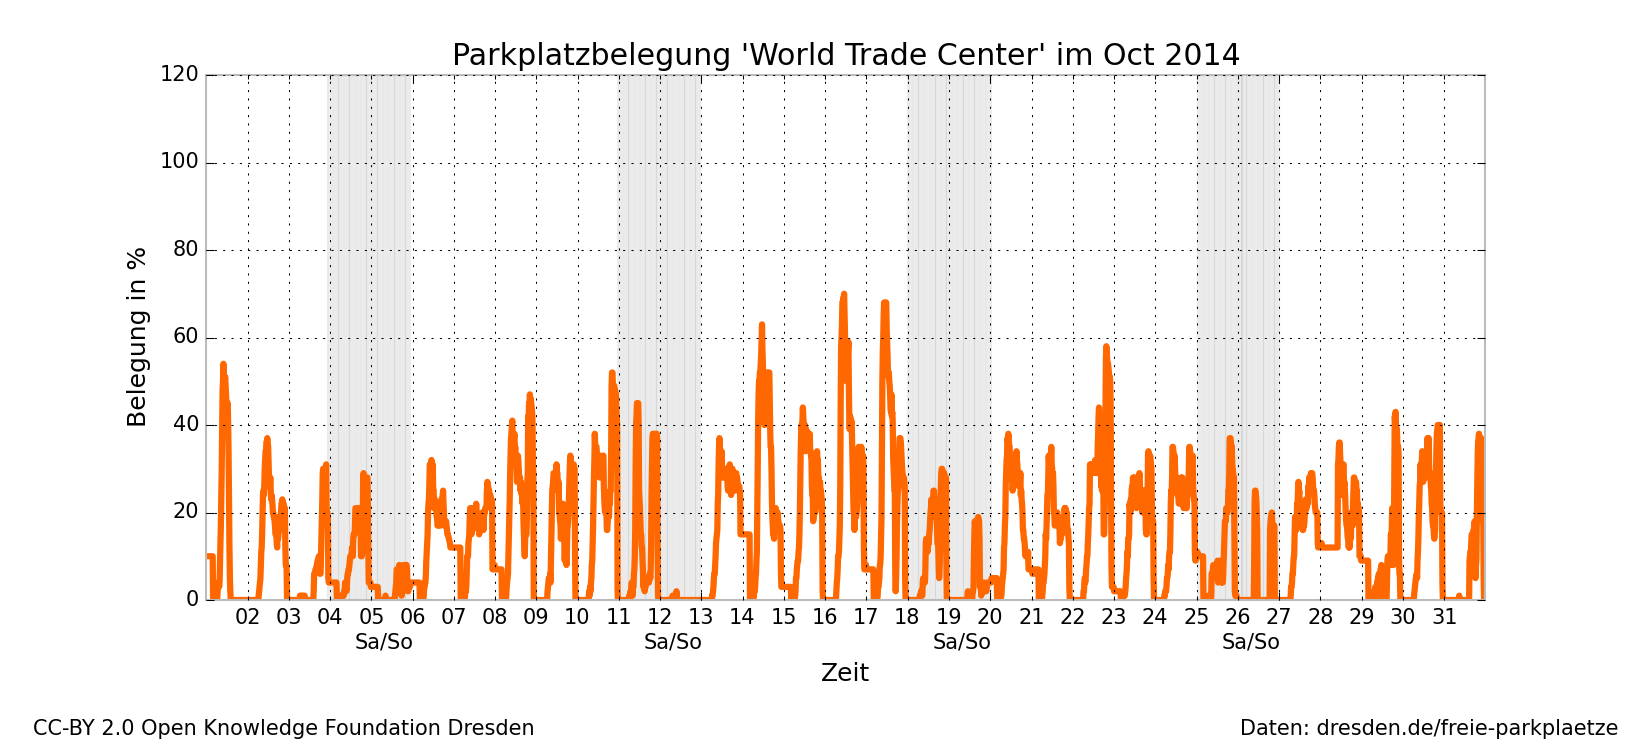 Parkplatzbelegung 'World Trade Center' im Oct 2014
120
100
80
60
40
20
0
Belegung in %
02 03 04 05 06 07 08 09 10 11 12 13 14 15 16 17 18 19 20 21 22 23 24 25 26 27 28 29 30 31
Sa/So Sa/So Sa/So Sa/So
Zeit
CC-BY 2.0 Open Knowledge Foundation Dresden
Daten: dresden.de/freie-parkplaetze